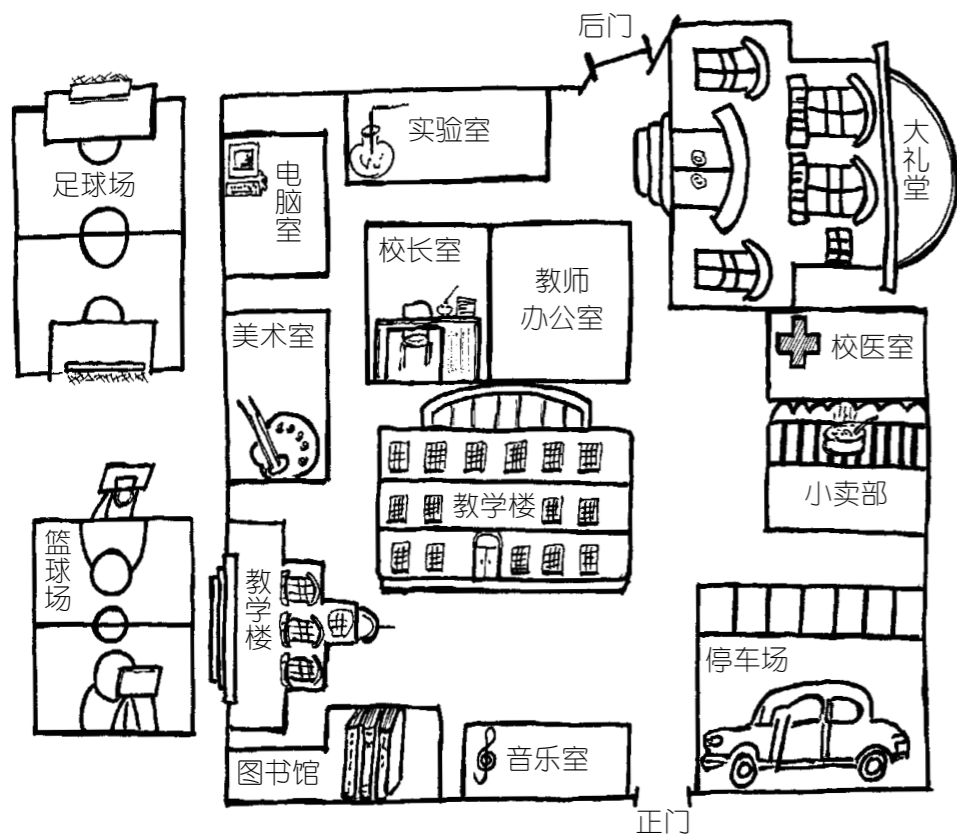 后门
实验室
大礼堂
足球场
电脑室
校长室
教师
办公室
美术室
校医室
教学楼
小卖部
篮球场
教学楼
停车场
图书馆
音乐室
正门